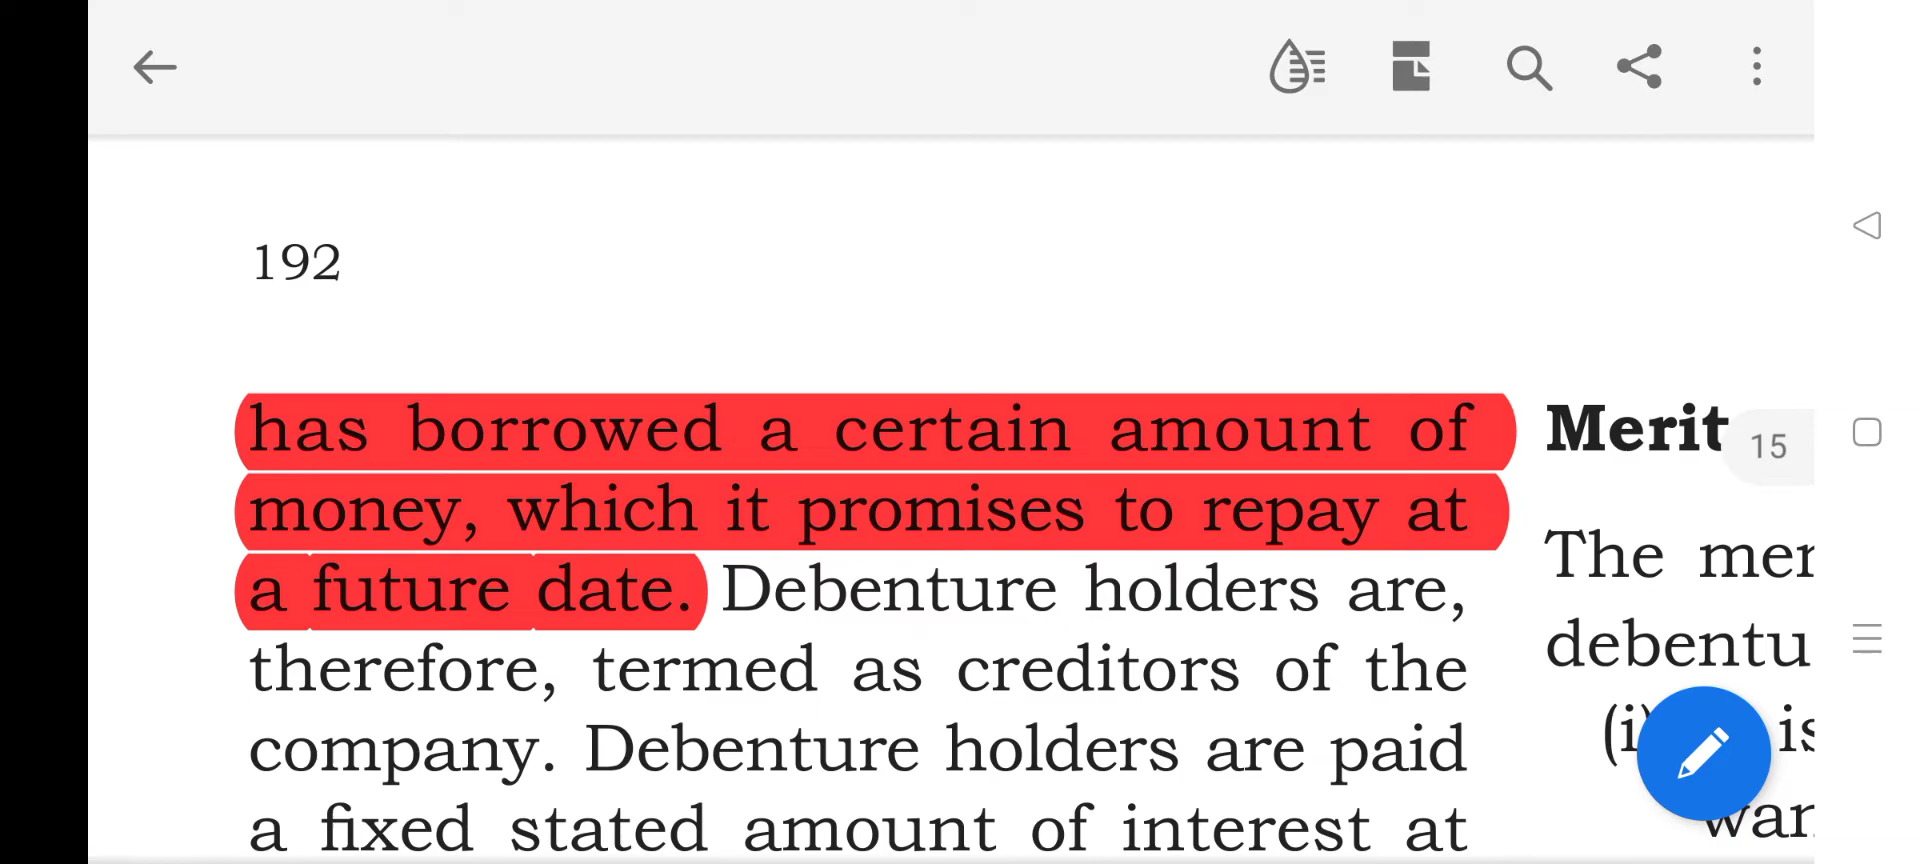 192
has borrowed a certain amount of
money, which it promises to repay at
a future date. Debenture holders are,
therefore, termed as creditors of the
company. Debenture holders are paid
a fixed stated amount of interest at
Merit
15
The
debentu
(i)